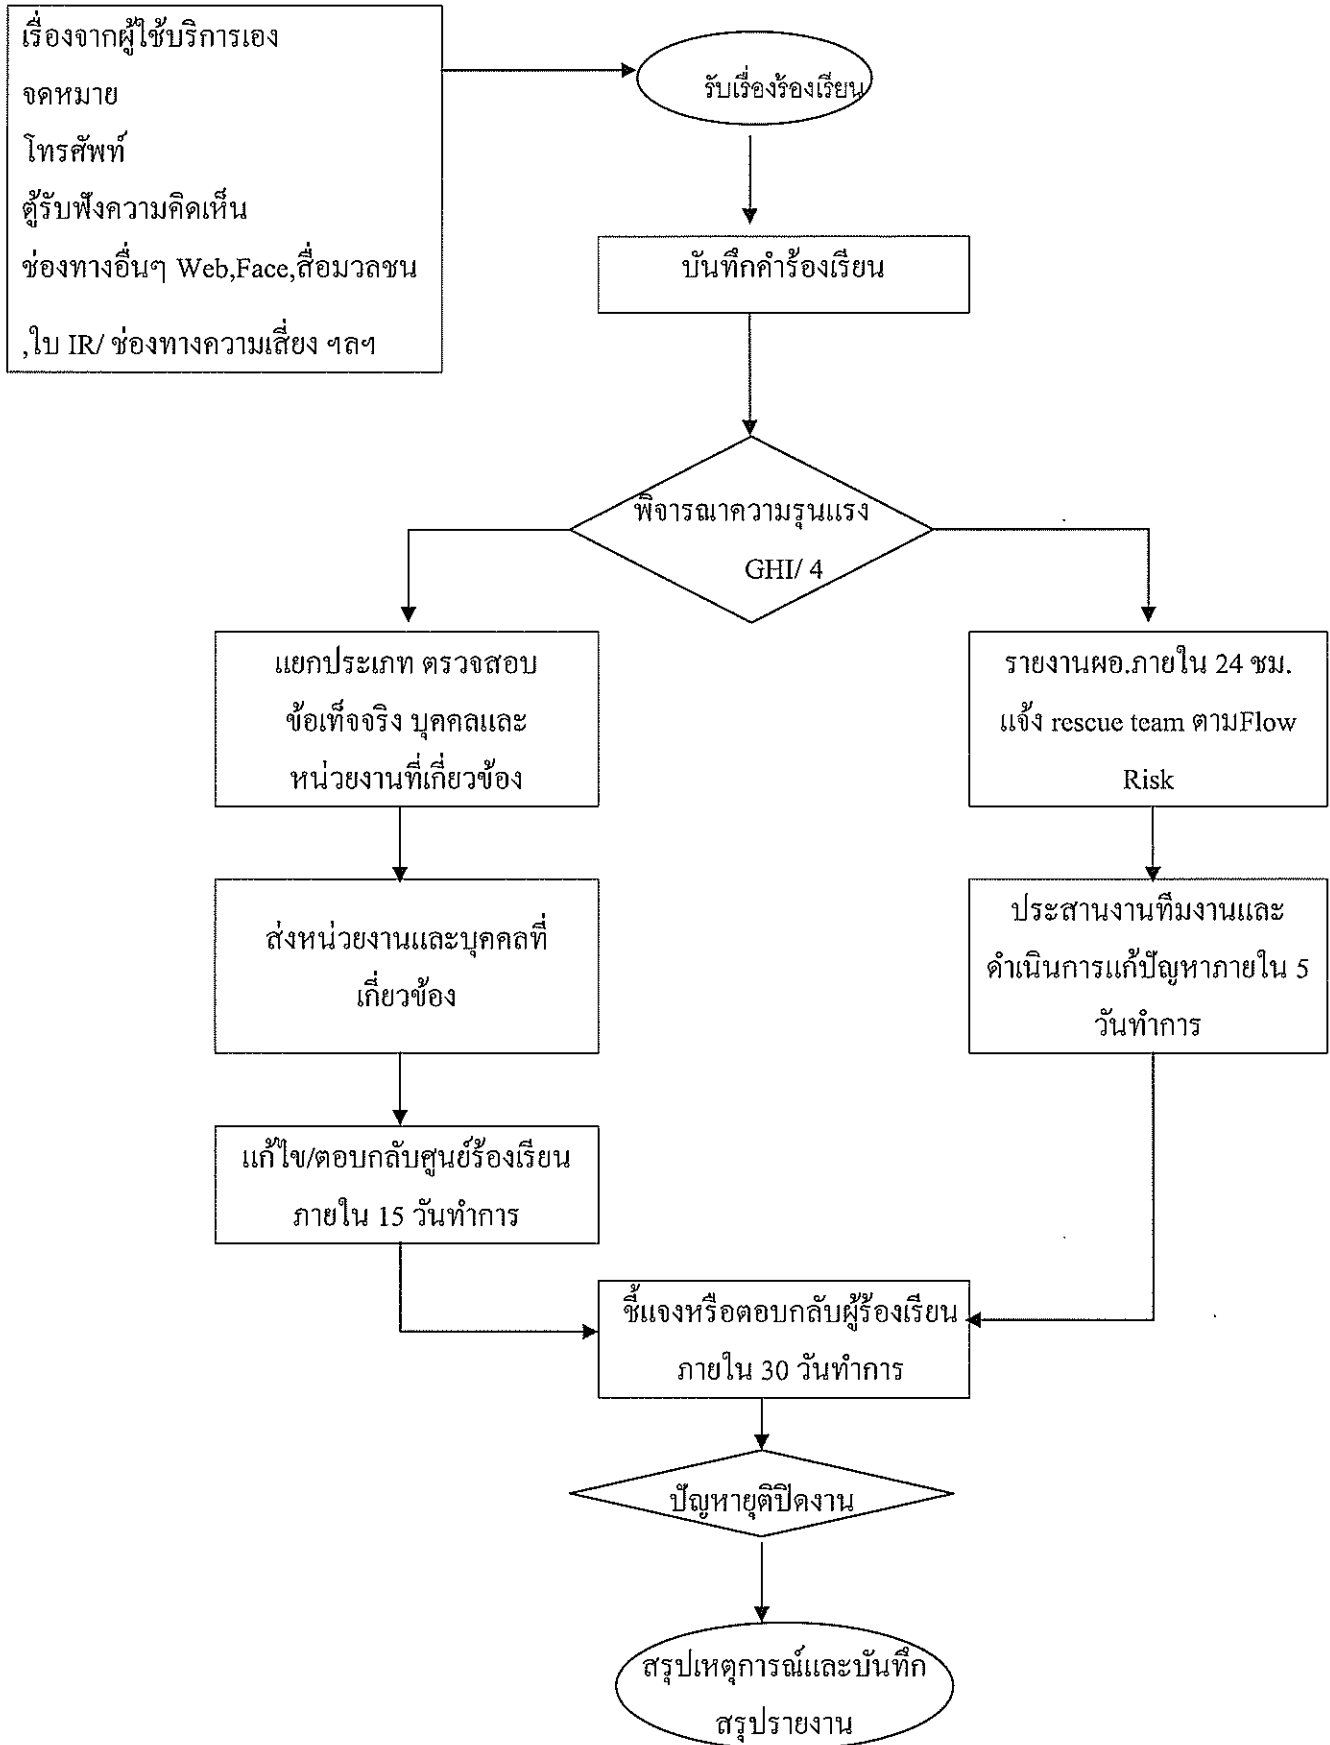 เรื่องจากผู้ใช้บริการเอง
จดหมาย
โทรศัพท์
ตู้รับฟังความคิดเห็น
ช่องทางอื่นๆ Web,Face,สื่อมวลชน
,ใบ IR/ ช่องทางความเสี่ยง ฯลฯ
รับเรื่องร้องเรียน
บันทึกคำร้องเรียน
พิจารณาความรุนแรง
GHI/ 4
แยกประเภท ตรวจสอบ
ข้อเท็จจริง บุคคลและ
หน่วยงานที่เกี่ยวข้อง
รายงานผอ.ภายใน 24 ชม.
แจ้ง rescue team ตามFlow
Risk
ส่งหน่วยงานและบุคคลที่
เกี่ยวข้อง
ประสานงานทีมงานและ
ดำเนินการแก้ปัญหาภายใน 5
วันทำการ
แก้ไข/ตอบกลับศูนย์ร้องเรียน
ภายใน 15 วันทำการ
ชี้แจงหรือตอบกลับผู้ร้องเรียน
ภายใน 30 วันทำการ
ปัญหายุติปิดงาน
สรุปเหตุการณ์และบันทึก
สรุปรายงาน